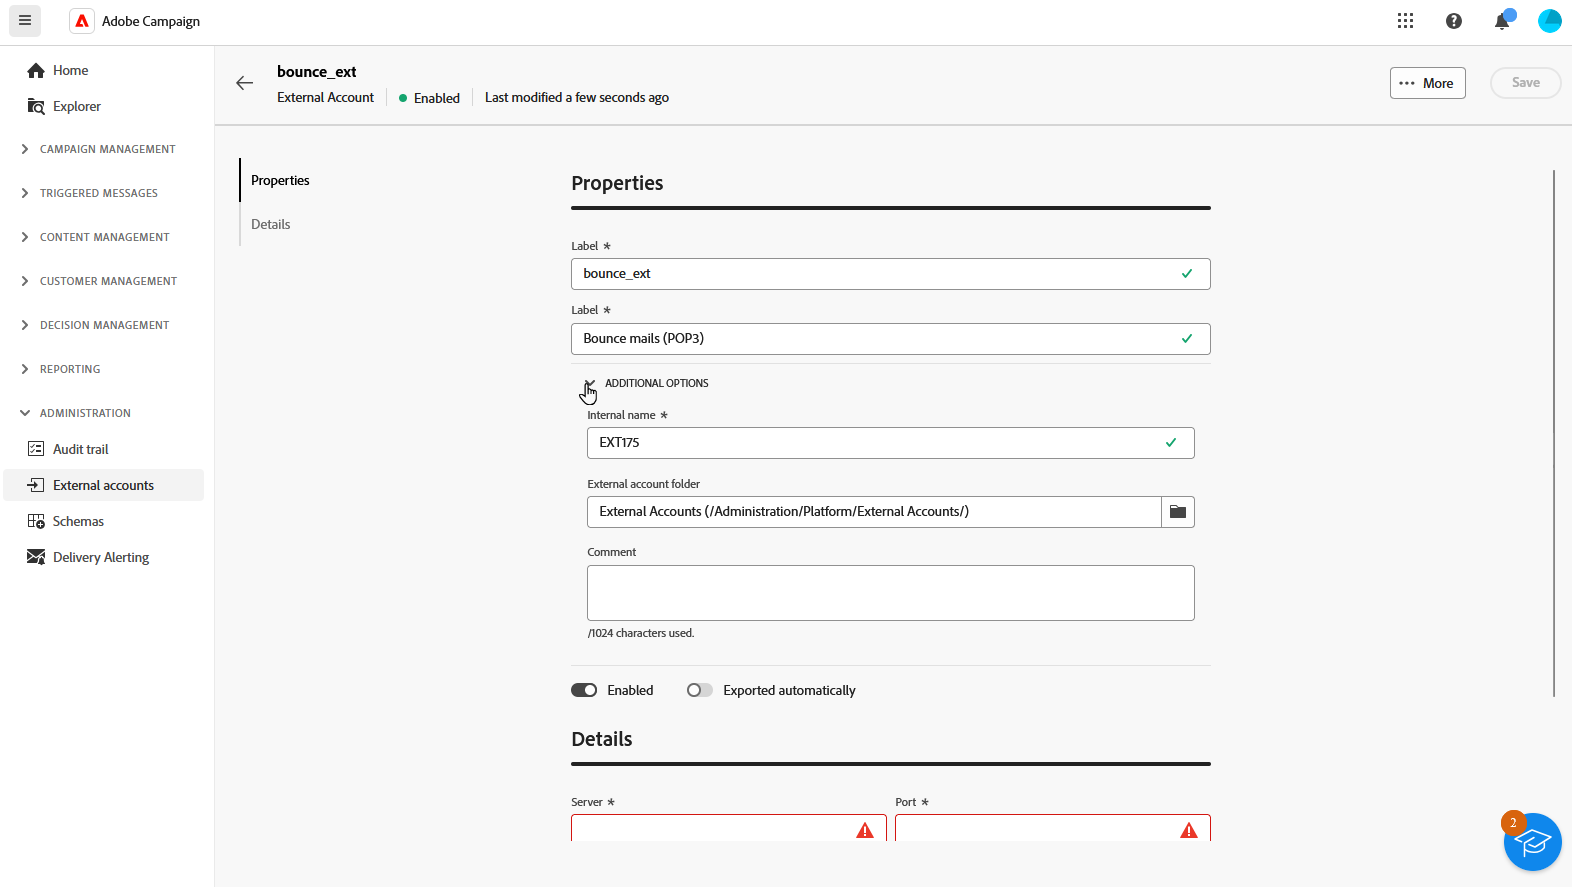 Adobe Campaign
Home
Explorer
CAMPAIGN MANAGEMENT
TRIGGERED MESSAGES
CONTENT MANAGEMENT
CUSTOMER MANAGEMENT
DECISION MANAGEMENT
REPORTING
ADMINISTRATION
Audit trail
External accounts
Schemas
Delivery Alerting
bounce_ext
External Account Enabled Last modified a few seconds ago
More
Save
Properties
Details
Properties
Label *
bounce_ext
Label *
Bounce mails (POP3)
ADDITIONAL OPTIONS
Internal name *
EXT175
External account folder
External Accounts (/Administration/Platform/External Accounts/)
Comment
/1024 characters used.
Enabled Exported automatically
Details
Server * Port *
2